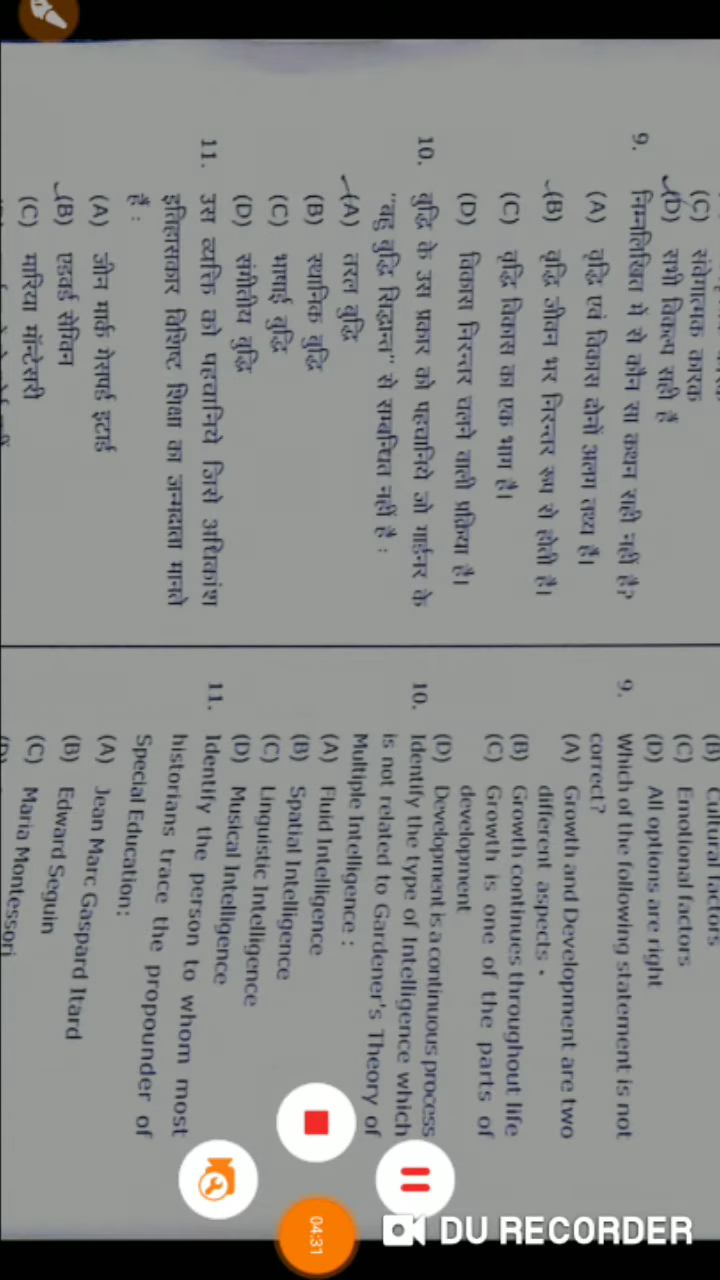 (C) संवेगात्मक कारक
(D) सभी विकल्प सही हैं
9. निम्नलिखित में से कौन सा कथन सही नहीं है?
(A) वृद्धि एवं विकास दोनों अलग तथ्य हैं।
(B) वृद्धि जीवन भर निरन्तर रूप से होती है।
(C) वृद्धि विकास का एक भाग है।
(D) विकास निरन्तर चलने वाली प्रक्रिया है।
10. बुद्धि के उस प्रकार को पहचानिये जो गार्डनर के
"बहु बुद्धि सिद्धान्त" से सम्बन्धित नहीं है :
(A) तरल बुद्धि
(B) स्थानिक बुद्धि
(C) भाषाई बुद्धि
(D) संगीतीय बुद्धि
11. उस व्यक्ति को पहचानिये जिसे अधिकांश
इतिहासकार विशिष्ट शिक्षा का जन्मदाता मानते
हैं :
(A) जीन मार्क गेसपर्ड इटार्ड
(B) एडवर्ड सेग्विन
(C) मारिया मॉन्टेसरी
(B) Cultural factors
(C) Emotional factors
(D) All options are right
9. Which of the following statement is not
correct?
(A) Growth and Development are two
different aspects .
(B) Growth continues throughout life
(C) Growth is one of the parts of
development
(D) Development is a continuous process
10. Identify the type of Intelligence which
is not related to Gardener's Theory of
Multiple Intelligence :
(A) Fluid Intelligence
(B) Spatial Intelligence
(C) Linguistic Intelligence
(D) Musical Intelligence
11. Identify the person to whom most
historians trace the propounder of
Special Education:
(A) Jean Marc Gaspard Itard
(B) Edward Seguin
(C) Maria Montessori
04:31
DU RECORDER